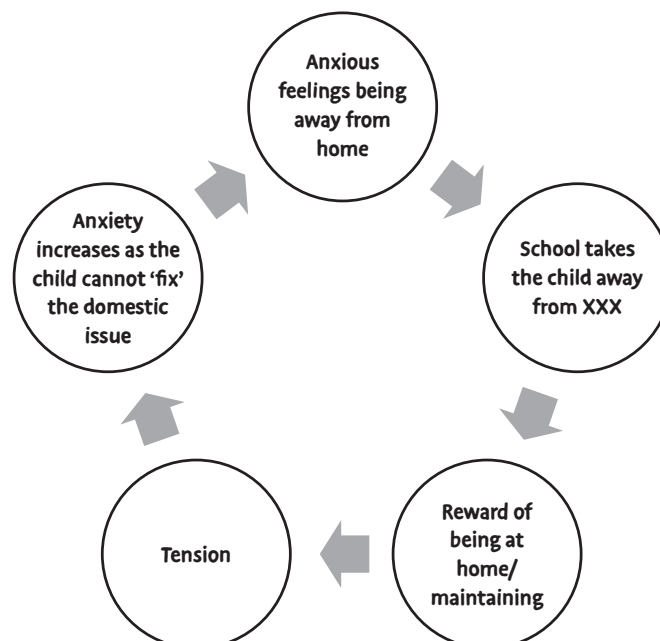 Anxious
feelings being
away from
home
School takes
the child away
from XXX
Reward of
being at
home/
maintaining
Tension
Anxiety
increases as the
child cannot ‘fix’
the domestic
issue